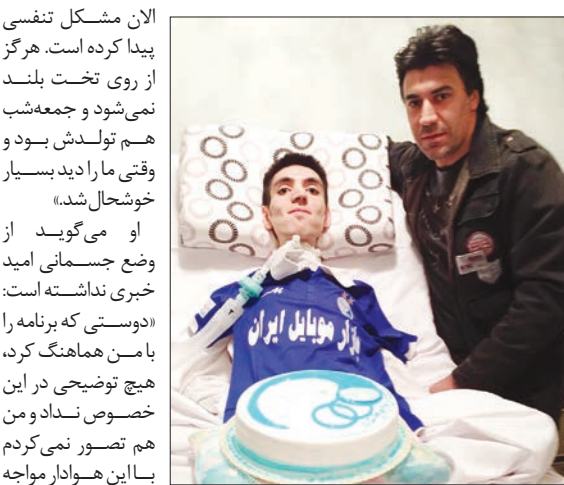 الان مشکل تنفسی
پیدا کرده است. هرگز
از روی تخت بلند
نمی‌شود و جمعه‌شب
هم تولدش بود و
وقتی ما را دید بسیار
خوشحال شد.»
او می‌گوید از
وضع جسمانی امید
خبری نداشته است:
«دوستی که برنامه را
با من هماهنگ کرد،
هیچ توضیحی در این
خصوص نداد و من
هم تصور نمی‌کردم
با این هوادار مواجه
بازار موبایل ایران